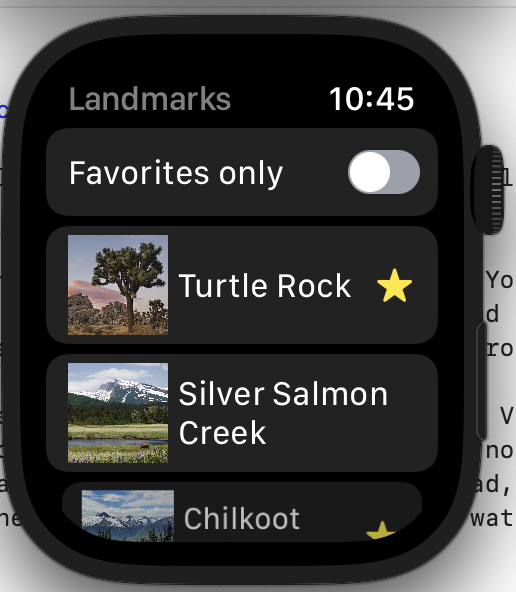 Landmarks
10:45
Favorites only
Turtle Rock
Silver Salmon
Creek
Chilkoot